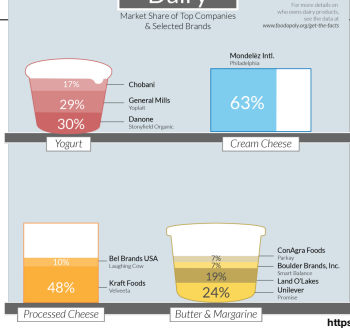 Dairy
Market Share of Top Companies
& Selected Brands
For more details on
who owns dairy products,
see the data at
www.foodopoly.org/get-the-facts
Mondelēz Intl.
Philadelphia
17%
Chobani
29%
General Mills
Yoplait
30%
Danone
Stonyfield Organic
63%
Yogurt
Cream Cheese
10%
Bel Brands USA
Laughing Cow
48%
Kraft Foods
Velveeta
7%
ConAgra Foods
Parkay
7%
Boulder Brands, Inc.
Smart Balance
19%
Land O'Lakes
24%
Unilever
Promise
Processed Cheese
Butter & Margarine
https